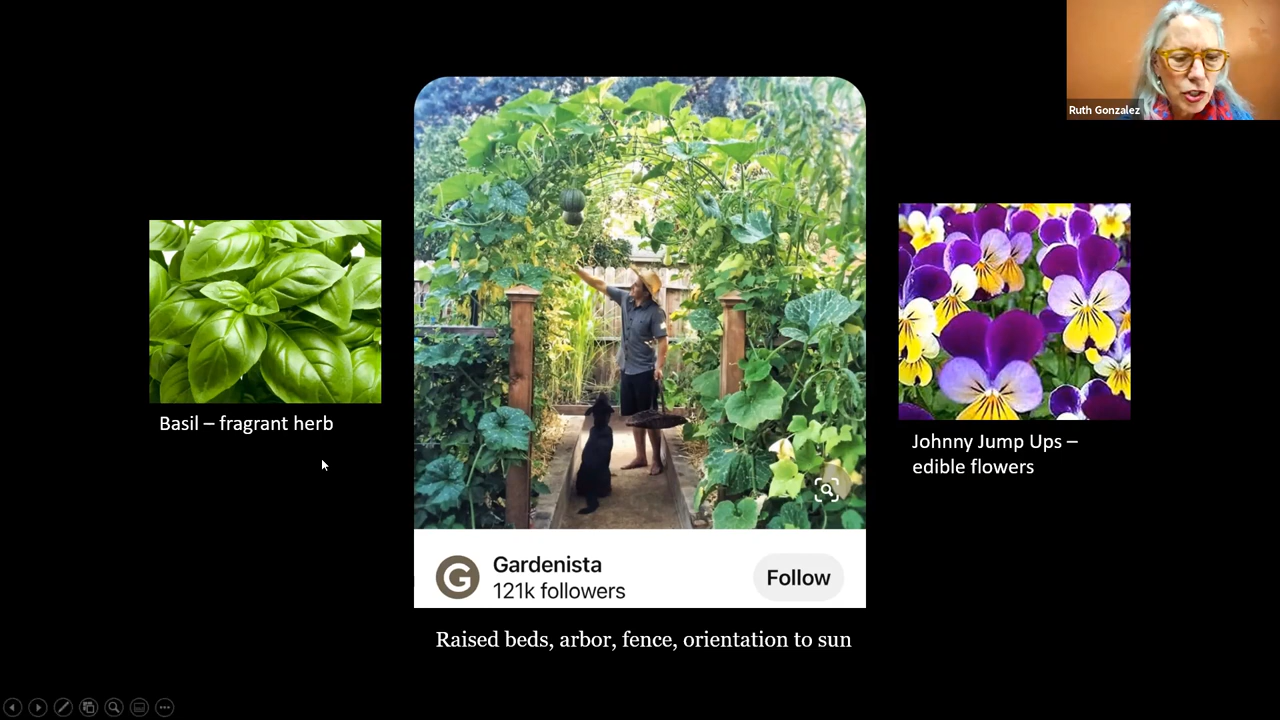 Ruth Gonzalez
Basil – fragrant herb
Johnny Jump Ups –
edible flowers
G
Gardenista
121k followers
Follow
Raised beds, arbor, fence, orientation to sun